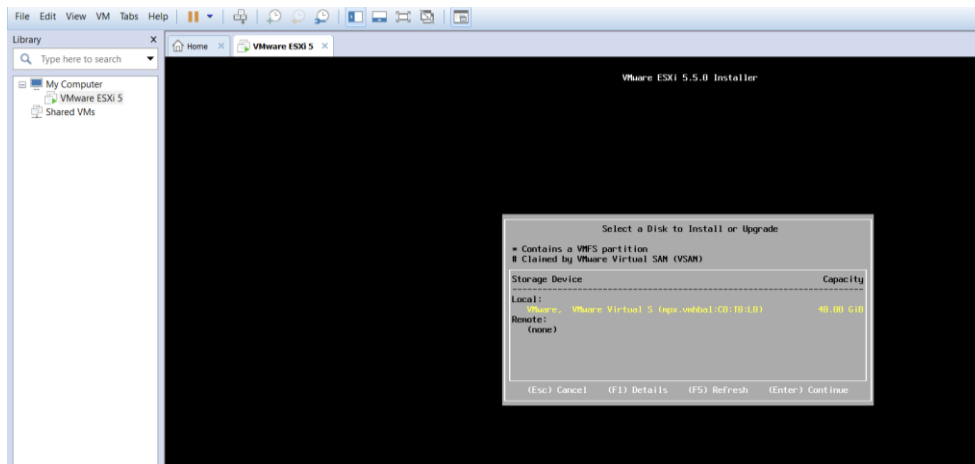 File Edit View VM Tabs Help
Library X
Home × VMware ESXi 5 ×
Type here to search
My Computer
VMware ESXi 5
Shared VMs
VMware ESXi 5.5.0 Installer
Select a Disk to Install or Upgrade
* Contains a VMFS partition
# Claimed by VMware Virtual SAN (VSAN)
Storage Device Capacity
Local:
VMware, VMware Virtual S (mpx.vmhba1:C0:T0:L0) 40.00 GiB
Remote:
(none)
(Esc) Cancel (F1) Details (F5) Refresh (Enter) Continue